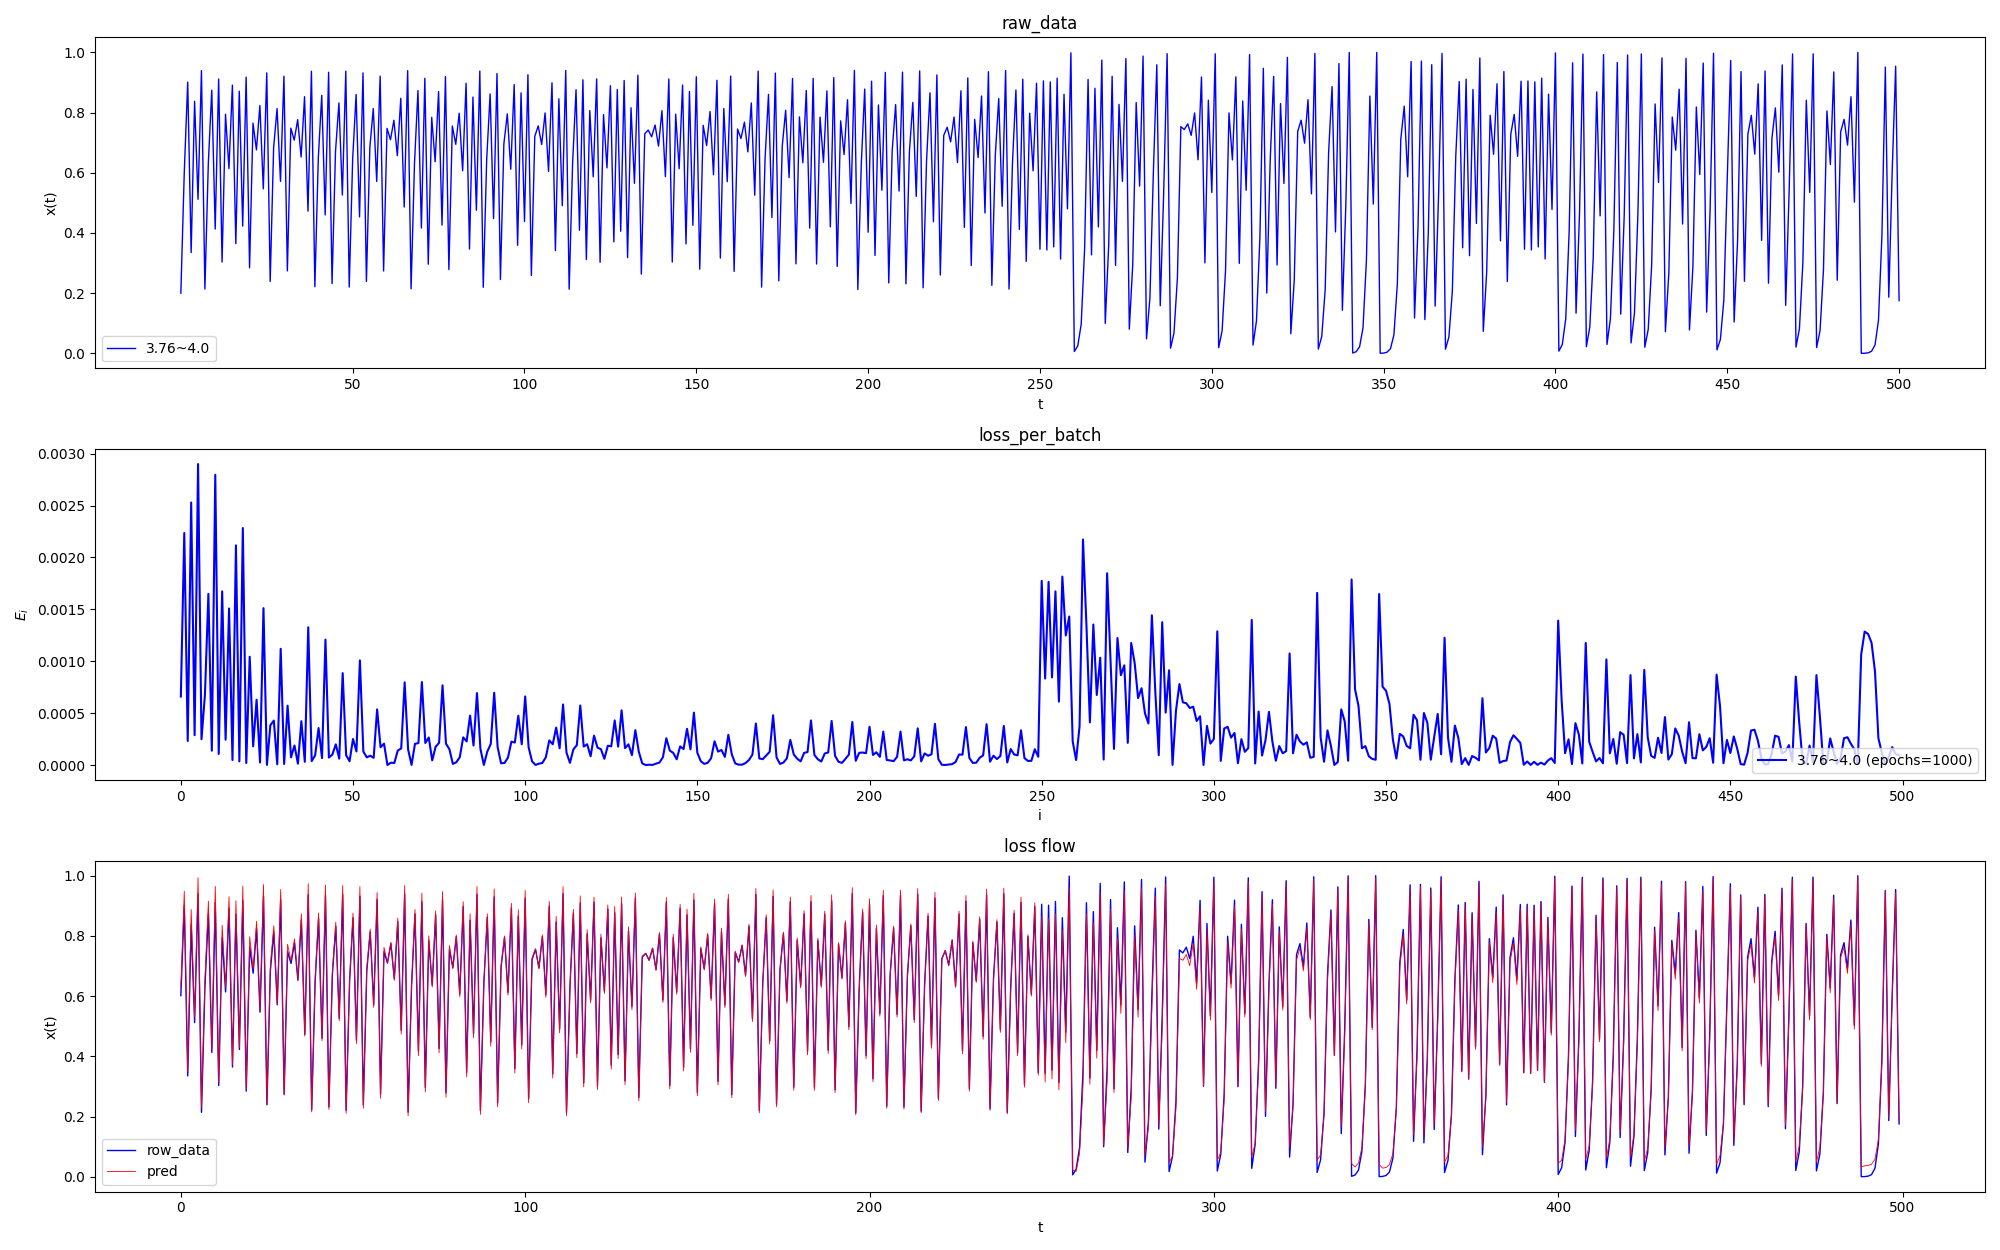 raw_data
1.0
0.8
0.6
0.4
0.2
0.0
x(t)
3.76~4.0
50 100 150 200 250 300 350 400 450 500
t
loss_per_batch
0.0030
0.0025
0.0020
0.0015
0.0010
0.0005
0.0000
E_i
3.76~4.0 (epochs=1000)
0 50 100 150 200 250 300 350 400 450 500
i
loss flow
1.0
0.8
0.6
0.4
0.2
0.0
x(t)
row_data
pred
0 100 200 300 400 500
t